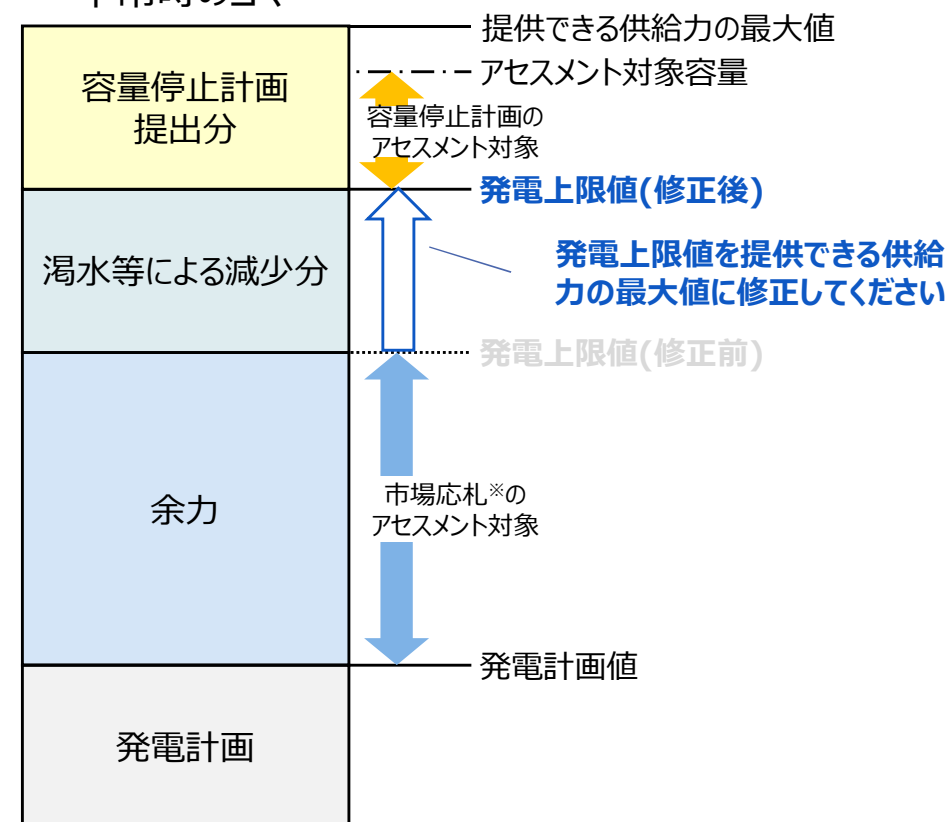 提供できる供給力の最大値
容量停止計画
提出分
アセスメント対象容量
容量停止計画の
アセスメント対象
発電上限値(修正後)
渇水等による減少分
発電上限値を提供できる供給
力の最大値に修正してください
発電上限値(修正前)
余力
市場応札※の
アセスメント対象
発電計画値
発電計画